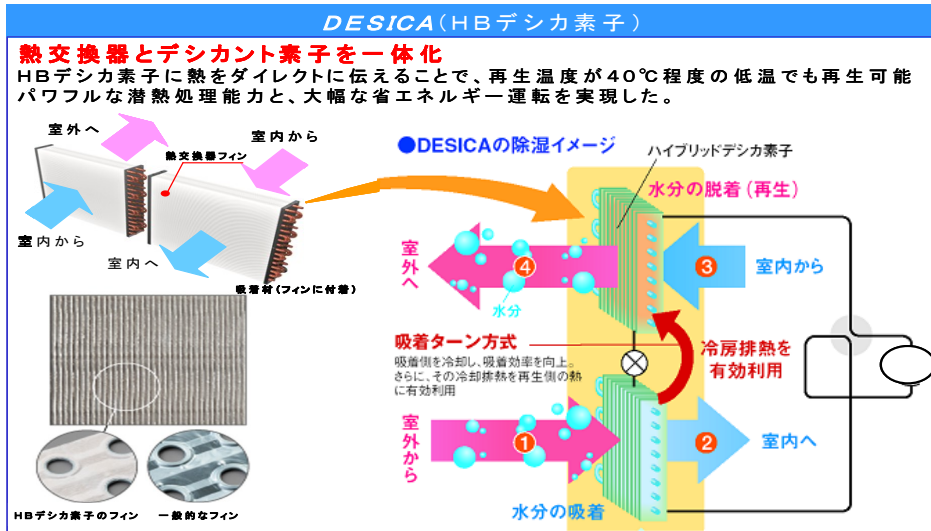 DESICA(HBデシカ素子)
熱交換器とデシカント素子を一体化
HBデシカ素子に熱をダイレクトに伝えることで、再生温度が40℃程度の低温でも再生可能
パワフルな潜熱処理能力と、大幅な省エネルギー運転を実現した。
室外へ
室内から
熱交換器フィン
室内から
室内へ
吸着材(フィンに付着)
HBデシカ素子のフィン
一般的なフィン
●DESICAの除湿イメージ
ハイブリッドデシカ素子
水分の脱着(再生)
室外へ
4
水分
3
室内から
吸着ターン方式
吸着側を冷却し、吸着効率を向上。
さらに、その冷却排熱を再生側の熱
に有効利用
冷房排熱を
有効利用
室外から
1
2
室内へ
水分の吸着